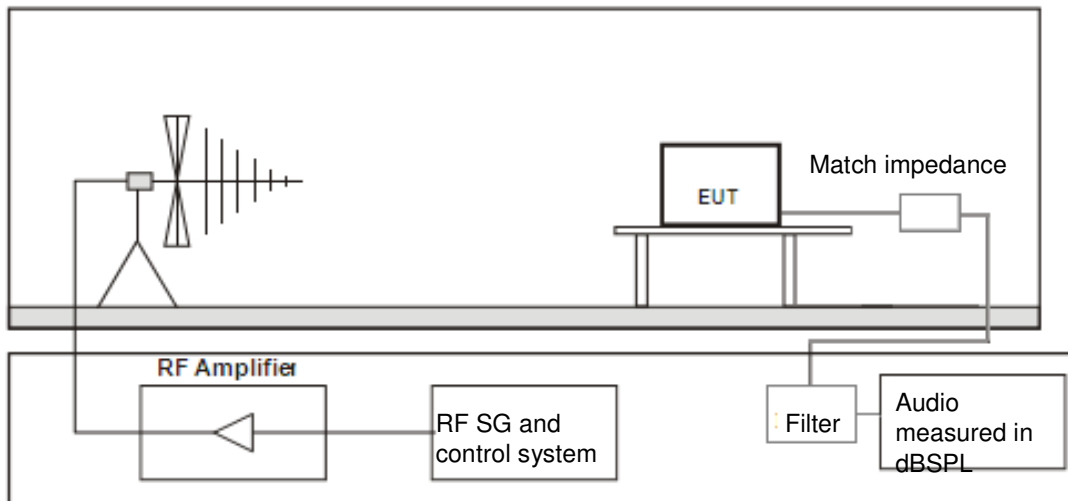 Match impedance
EUT
RF Amplifier
RF SG and
control system
: Filter
Audio
measured in
dBSPL